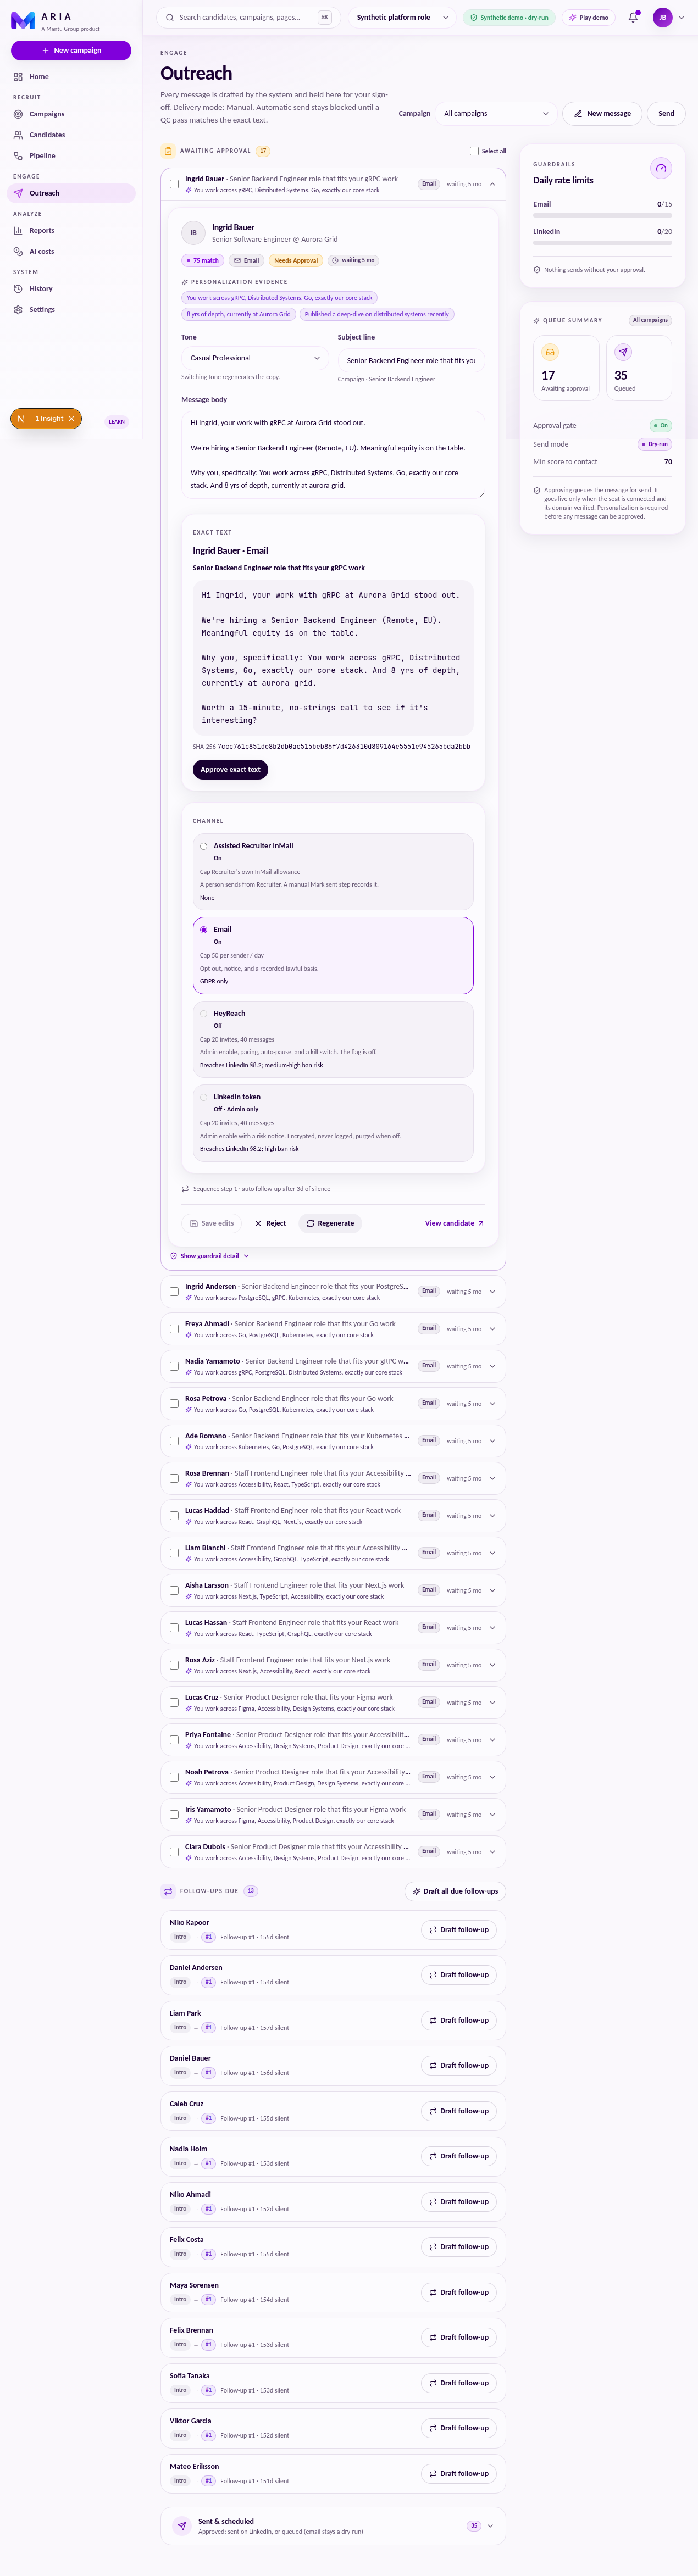 ARIA
A Mantu Group product
New campaign
Home
RECRUIT
Campaigns
Candidates
Pipeline
ENGAGE
Outreach
ANALYZE
Reports
AI costs
SYSTEM
History
Settings
1 Insight
LEARN
Search candidates, campaigns, pages...
⌘K
Synthetic platform role
Synthetic demo · dry-run
Play demo
JB
ENGAGE
Outreach
Every message is drafted by the system and held for your sign-
off. Delivery mode: Manual. Automatic send stays blocked until a
QC pass matches the exact text.
Campaign
All campaigns
New message
Send
AWAITING APPROVAL 17
Select all
Ingrid Bauer · Senior Backend Engineer role that fits your gRPC work
You work across gRPC, Distributed Systems, Go, exactly our core stack
Email
waiting 5 mo
IB
Ingrid Bauer
Senior Software Engineer @ Aurora Grid
75 match
Email
Needs Approval
waiting 5 mo
PERSONALIZATION EVIDENCE
You work across gRPC, Distributed Systems, Go, exactly our core stack
8 yrs of depth, currently at Aurora Grid
Published a deep-dive on distributed systems recently
Tone
Casual Professional
Switching tone regenerates the copy.
Subject line
Senior Backend Engineer role that fits you
Campaign · Senior Backend Engineer
Message body
Hi Ingrid, your work with gRPC at Aurora Grid stood out.
We're hiring a Senior Backend Engineer (Remote, EU). Meaningful equity is on the table.
Why you, specifically: You work across gRPC, Distributed Systems, Go, exactly our core
stack. And 8 yrs of depth, currently at aurora grid.
EXACT TEXT
Ingrid Bauer · Email
Senior Backend Engineer role that fits your gRPC work
Hi Ingrid, your work with gRPC at Aurora Grid stood out.
We're hiring a Senior Backend Engineer (Remote, EU).
Meaningful equity is on the table.
Why you, specifically: You work across gRPC, Distributed
Systems, Go, exactly our core stack. And 8 yrs of depth,
currently at aurora grid.
Worth a 15-minute, no-strings call to see if it's
interesting?
SHA-256 7ccc761c851de8b2db0ac515beb86f7d426310d809164e5551e945265bda2bbb
Approve exact text
CHANNEL
Assisted Recruiter InMail
On
Cap Recruiter's own InMail allowance
A person sends from Recruiter. A manual Mark sent step records it.
None
Email
On
Cap 50 per sender / day
Opt-out, notice, and a recorded lawful basis.
GDPR only
HeyReach
Off
Cap 20 invites, 40 messages
Admin enable, pacing, auto-pause, and a kill switch. The flag is off.
Breaches LinkedIn §8.2; medium-high ban risk
LinkedIn token
Off · Admin only
Cap 20 invites, 40 messages
Admin enable with a risk notice. Encrypted, never logged, purged when off.
Breaches LinkedIn §8.2; high ban risk
Sequence step 1 · auto follow-up after 3d of silence
Save edits
Reject
Regenerate
View candidate
Show guardrail detail
Ingrid Andersen · Senior Backend Engineer role that fits your PostgreS...
You work across PostgreSQL, gRPC, Kubernetes, exactly our core stack
Email
waiting 5 mo
Freya Ahmadi · Senior Backend Engineer role that fits your Go work
You work across Go, PostgreSQL, Kubernetes, exactly our core stack
Email
waiting 5 mo
Nadia Yamamoto · Senior Backend Engineer role that fits your gRPC w...
You work across gRPC, PostgreSQL, Distributed Systems, exactly our core stack
Email
waiting 5 mo
Rosa Petrova · Senior Backend Engineer role that fits your Go work
You work across Go, PostgreSQL, Kubernetes, exactly our core stack
Email
waiting 5 mo
Ade Romano · Senior Backend Engineer role that fits your Kubernetes ...
You work across Kubernetes, Go, PostgreSQL, exactly our core stack
Email
waiting 5 mo
Rosa Brennan · Staff Frontend Engineer role that fits your Accessibility ...
You work across Accessibility, React, TypeScript, exactly our core stack
Email
waiting 5 mo
Lucas Haddad · Staff Frontend Engineer role that fits your React work
You work across React, GraphQL, Next.js, exactly our core stack
Email
waiting 5 mo
Liam Bianchi · Staff Frontend Engineer role that fits your Accessibility ...
You work across Accessibility, GraphQL, TypeScript, exactly our core stack
Email
waiting 5 mo
Aisha Larsson · Staff Frontend Engineer role that fits your Next.js work
You work across Next.js, TypeScript, Accessibility, exactly our core stack
Email
waiting 5 mo
Lucas Hassan · Staff Frontend Engineer role that fits your React work
You work across React, TypeScript, GraphQL, exactly our core stack
Email
waiting 5 mo
Rosa Aziz · Staff Frontend Engineer role that fits your Next.js work
You work across Next.js, Accessibility, React, exactly our core stack
Email
waiting 5 mo
Lucas Cruz · Senior Product Designer role that fits your Figma work
You work across Figma, Accessibility, Design Systems, exactly our core stack
Email
waiting 5 mo
Priya Fontaine · Senior Product Designer role that fits your Accessibilit...
You work across Accessibility, Design Systems, Product Design, exactly our core ...
Email
waiting 5 mo
Noah Petrova · Senior Product Designer role that fits your Accessibility...
You work across Accessibility, Product Design, Design Systems, exactly our core ...
Email
waiting 5 mo
Iris Yamamoto · Senior Product Designer role that fits your Figma work
You work across Figma, Accessibility, Product Design, exactly our core stack
Email
waiting 5 mo
Clara Dubois · Senior Product Designer role that fits your Accessibility ...
You work across Accessibility, Design Systems, Product Design, exactly our core ...
Email
waiting 5 mo
FOLLOW-UPS DUE 13
Draft all due follow-ups
Niko Kapoor
Intro → #1 Follow-up #1 · 155d silent
Draft follow-up
Daniel Andersen
Intro → #1 Follow-up #1 · 154d silent
Draft follow-up
Liam Park
Intro → #1 Follow-up #1 · 157d silent
Draft follow-up
Daniel Bauer
Intro → #1 Follow-up #1 · 156d silent
Draft follow-up
Caleb Cruz
Intro → #1 Follow-up #1 · 155d silent
Draft follow-up
Nadia Holm
Intro → #1 Follow-up #1 · 153d silent
Draft follow-up
Niko Ahmadi
Intro → #1 Follow-up #1 · 152d silent
Draft follow-up
Felix Costa
Intro → #1 Follow-up #1 · 155d silent
Draft follow-up
Maya Sorensen
Intro → #1 Follow-up #1 · 154d silent
Draft follow-up
Felix Brennan
Intro → #1 Follow-up #1 · 153d silent
Draft follow-up
Sofia Tanaka
Intro → #1 Follow-up #1 · 153d silent
Draft follow-up
Viktor Garcia
Intro → #1 Follow-up #1 · 152d silent
Draft follow-up
Mateo Eriksson
Intro → #1 Follow-up #1 · 151d silent
Draft follow-up
Sent & scheduled
Approved: sent on LinkedIn, or queued (email stays a dry-run)
35
GUARDRAILS
Daily rate limits
Email 0/15
LinkedIn 0/20
Nothing sends without your approval.
QUEUE SUMMARY
All campaigns
17
Awaiting approval
35
Queued
Approval gate On
Send mode Dry-run
Min score to contact 70
Approving queues the message for send. It
goes live only when the seat is connected and
its domain verified. Personalization is required
before any message can be approved.